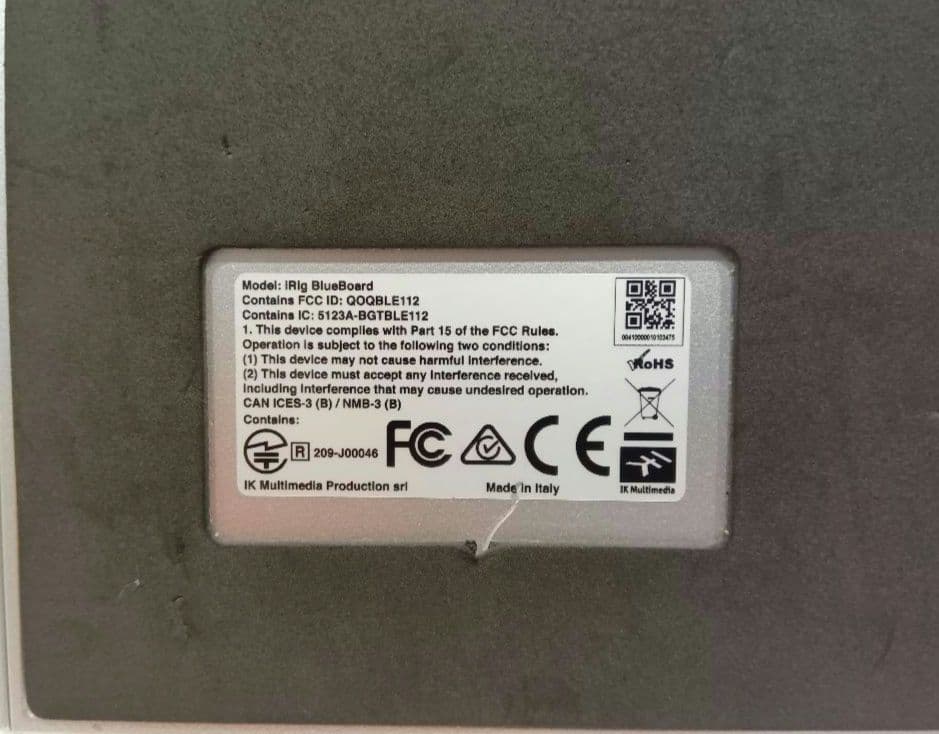 Model: iRig BlueBoard
Contains FCC ID: QOQBLE112
Contains IC: 5123A-BGTBLE112
1. This device complies with Part 15 of the FCC Rules.
Operation is subject to the following two conditions:
(1) This device may not cause harmful interference.
(2) This device must accept any interference received,
including interference that may cause undesired operation.
CAN ICES-3 (B) / NMB-3 (B)
Contains:
R 209-J00046 FC CE
IK Multimedia Production srl Made in Italy
RoHS
IK Multimedia